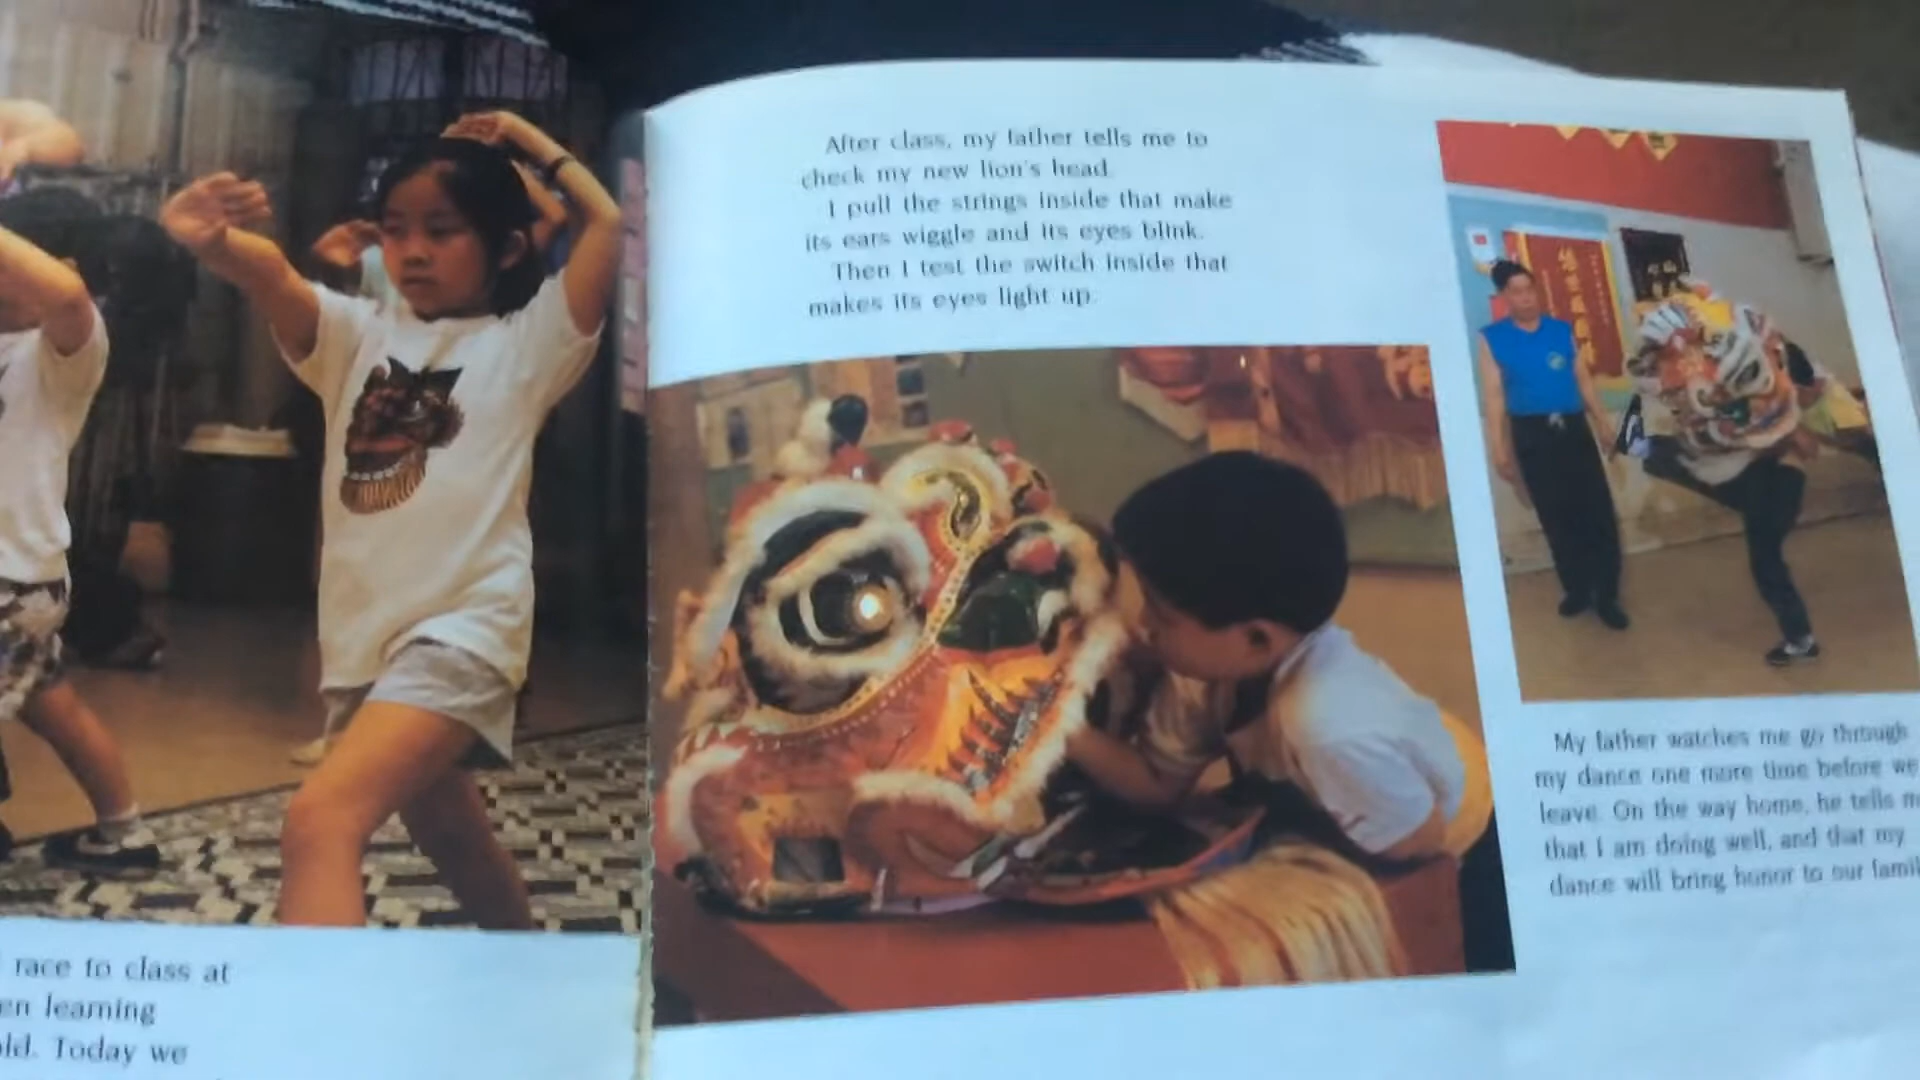 race to class at
en learning
ld. Today we
After class, my father tells me to
check my new lion's head.
I pull the strings inside that make
its ears wiggle and its eyes blink.
Then I test the switch inside that
makes its eyes light up.
My father watches me go through
my dance one more time before we
leave. On the way home, he tells m
that I am doing well, and that my
dance will bring honor to our famil